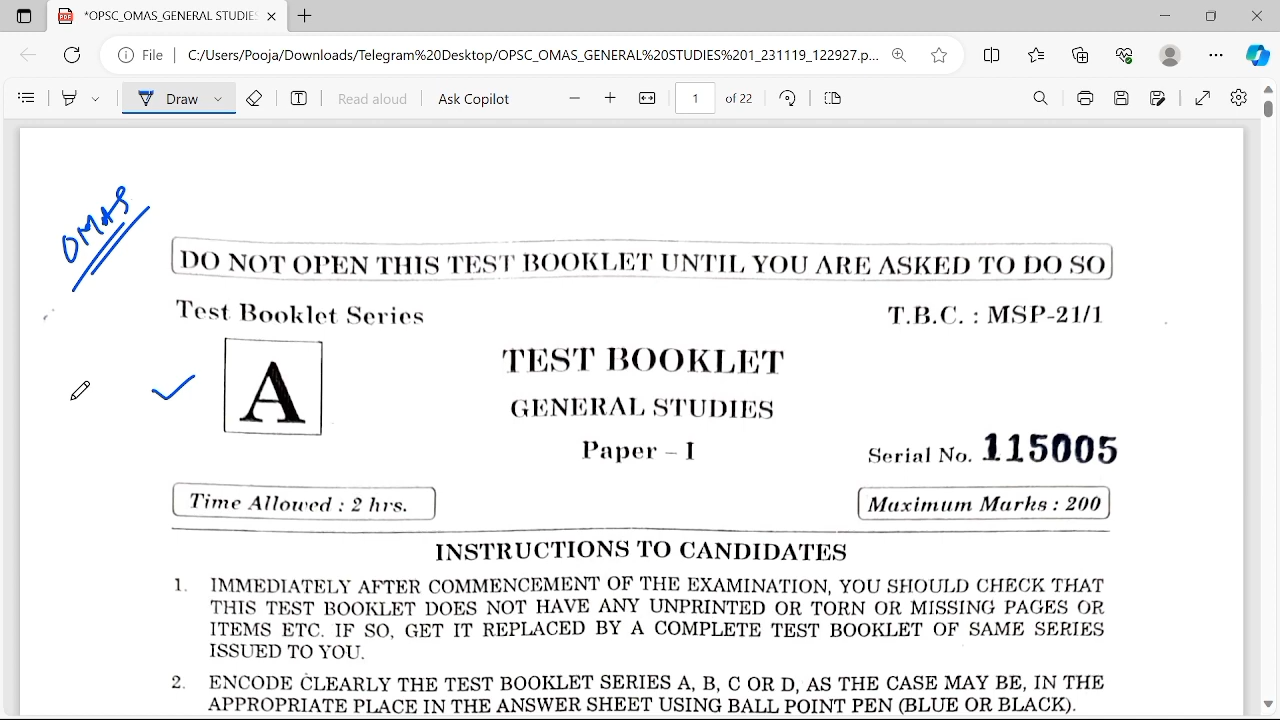 *OPSC_OMAS_GENERAL STUDIES
File
C:/Users/Pooja/Downloads/Telegram%20Desktop/OPSC_OMAS_GENERAL%20STUDIES%201_231119_122927.p...
Draw
Read aloud
Ask Copilot
1
of 22
OMAS
DO NOT OPEN THIS TEST BOOKLET UNTIL YOU ARE ASKED TO DO SO
Test Booklet Series
T.B.C. : MSP-21/1
A
TEST BOOKLET
GENERAL STUDIES
Paper – I
Serial No. 115005
Time Allowed : 2 hrs.
Maximum Marks : 200
INSTRUCTIONS TO CANDIDATES
1. IMMEDIATELY AFTER COMMENCEMENT OF THE EXAMINATION, YOU SHOULD CHECK THAT
THIS TEST BOOKLET DOES NOT HAVE ANY UNPRINTED OR TORN OR MISSING PAGES OR
ITEMS ETC. IF SO, GET IT REPLACED BY A COMPLETE TEST BOOKLET OF SAME SERIES
ISSUED TO YOU.
2. ENCODE CLEARLY THE TEST BOOKLET SERIES A, B, C OR D, AS THE CASE MAY BE, IN THE
APPROPRIATE PLACE IN THE ANSWER SHEET USING BALL POINT PEN (BLUE OR BLACK).